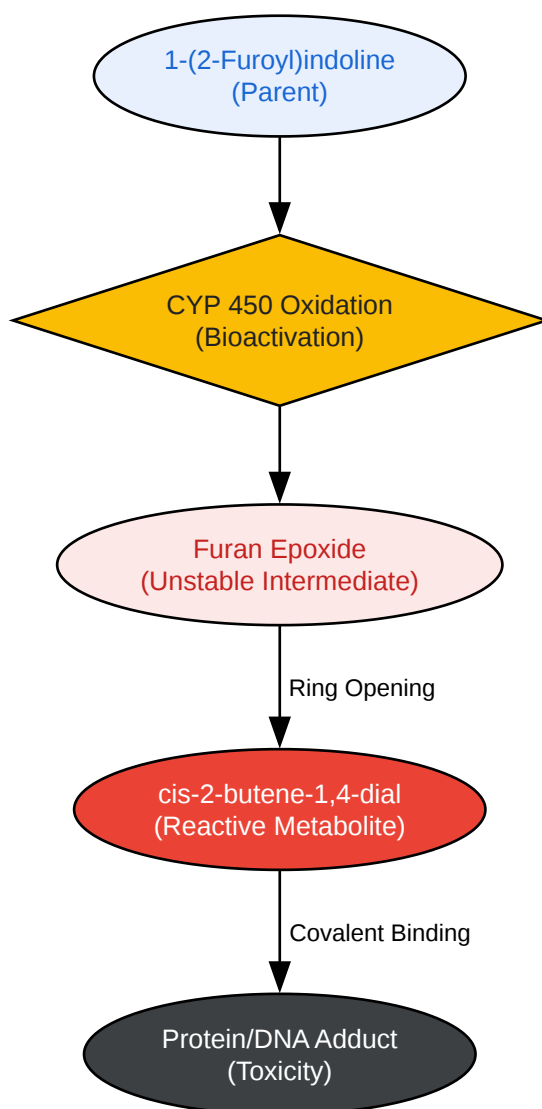 1-(2-Furoyl)indoline
(Parent)
CYP 450 Oxidation
(Bioactivation)
Furan Epoxide
(Unstable Intermediate)
Ring Opening
cis-2-butene-1,4-dial
(Reactive Metabolite)
Covalent Binding
Protein/DNA Adduct
(Toxicity)